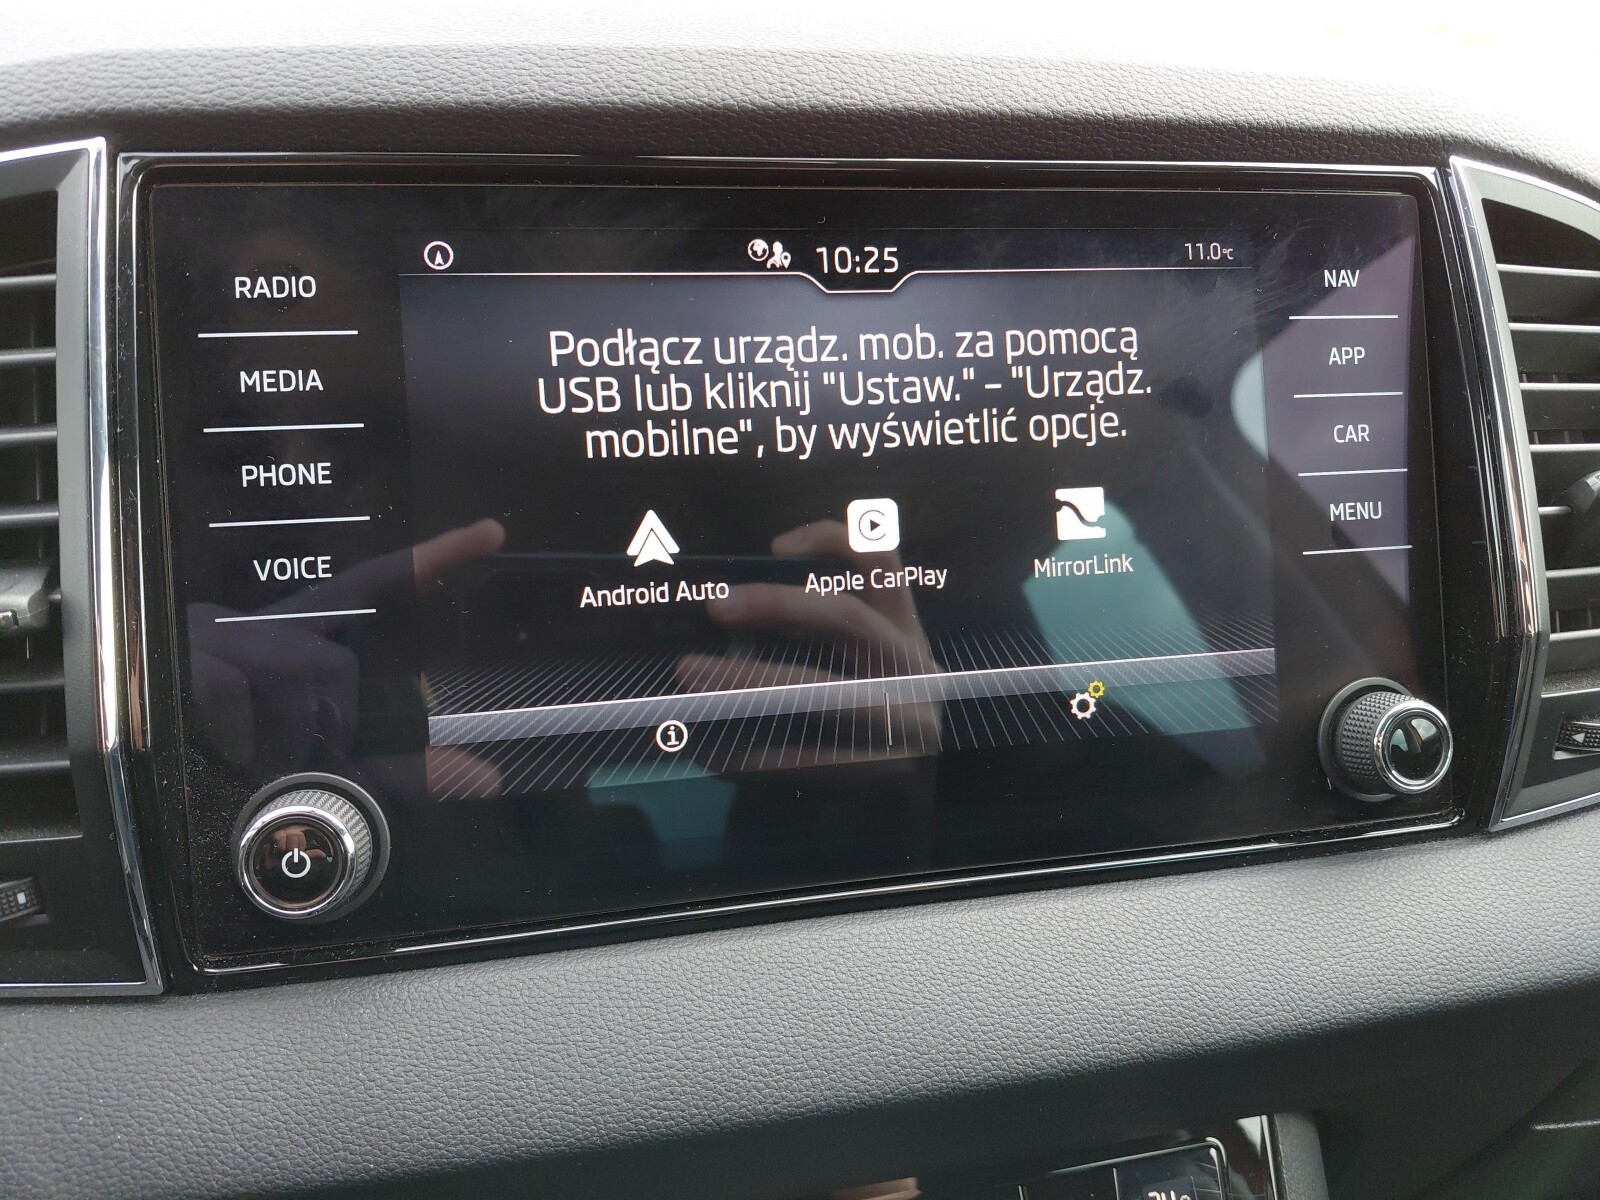 10:25
11.0°C
RADIO
MEDIA
PHONE
VOICE
Podłącz urządz. mob. za pomocą
USB lub kliknij "Ustaw." – "Urządz.
mobilne", by wyświetlić opcje.
Android Auto
Apple CarPlay
MirrorLink
NAV
APP
CAR
MENU